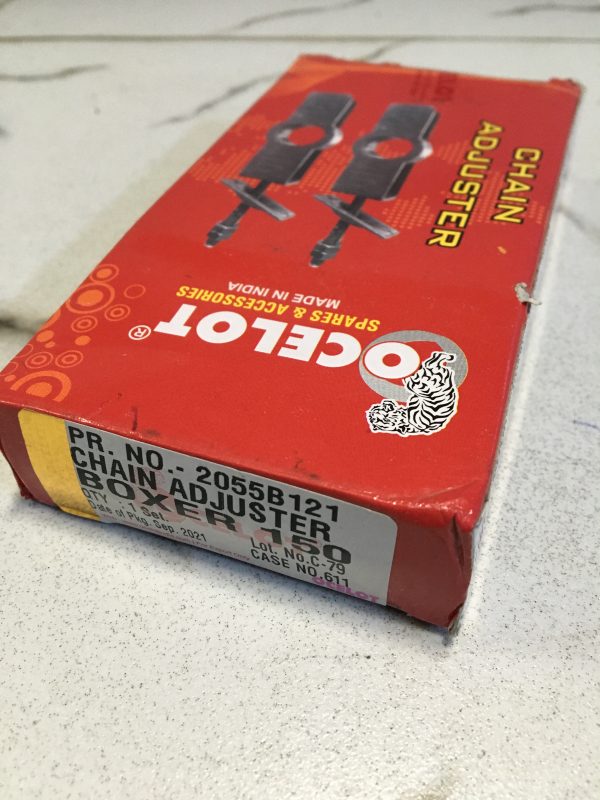 CHAIN
ADJUSTER
OCELOT®
SPARES & ACCESSORIES
MADE IN INDIA
PR. NO.- 2055B121
CHAIN ADJUSTER
BOXER 150
QTY : 1 Set.
Lot. No.C-79
Date of Pkg. Sep. 2021
CASE NO.611
OCELOT